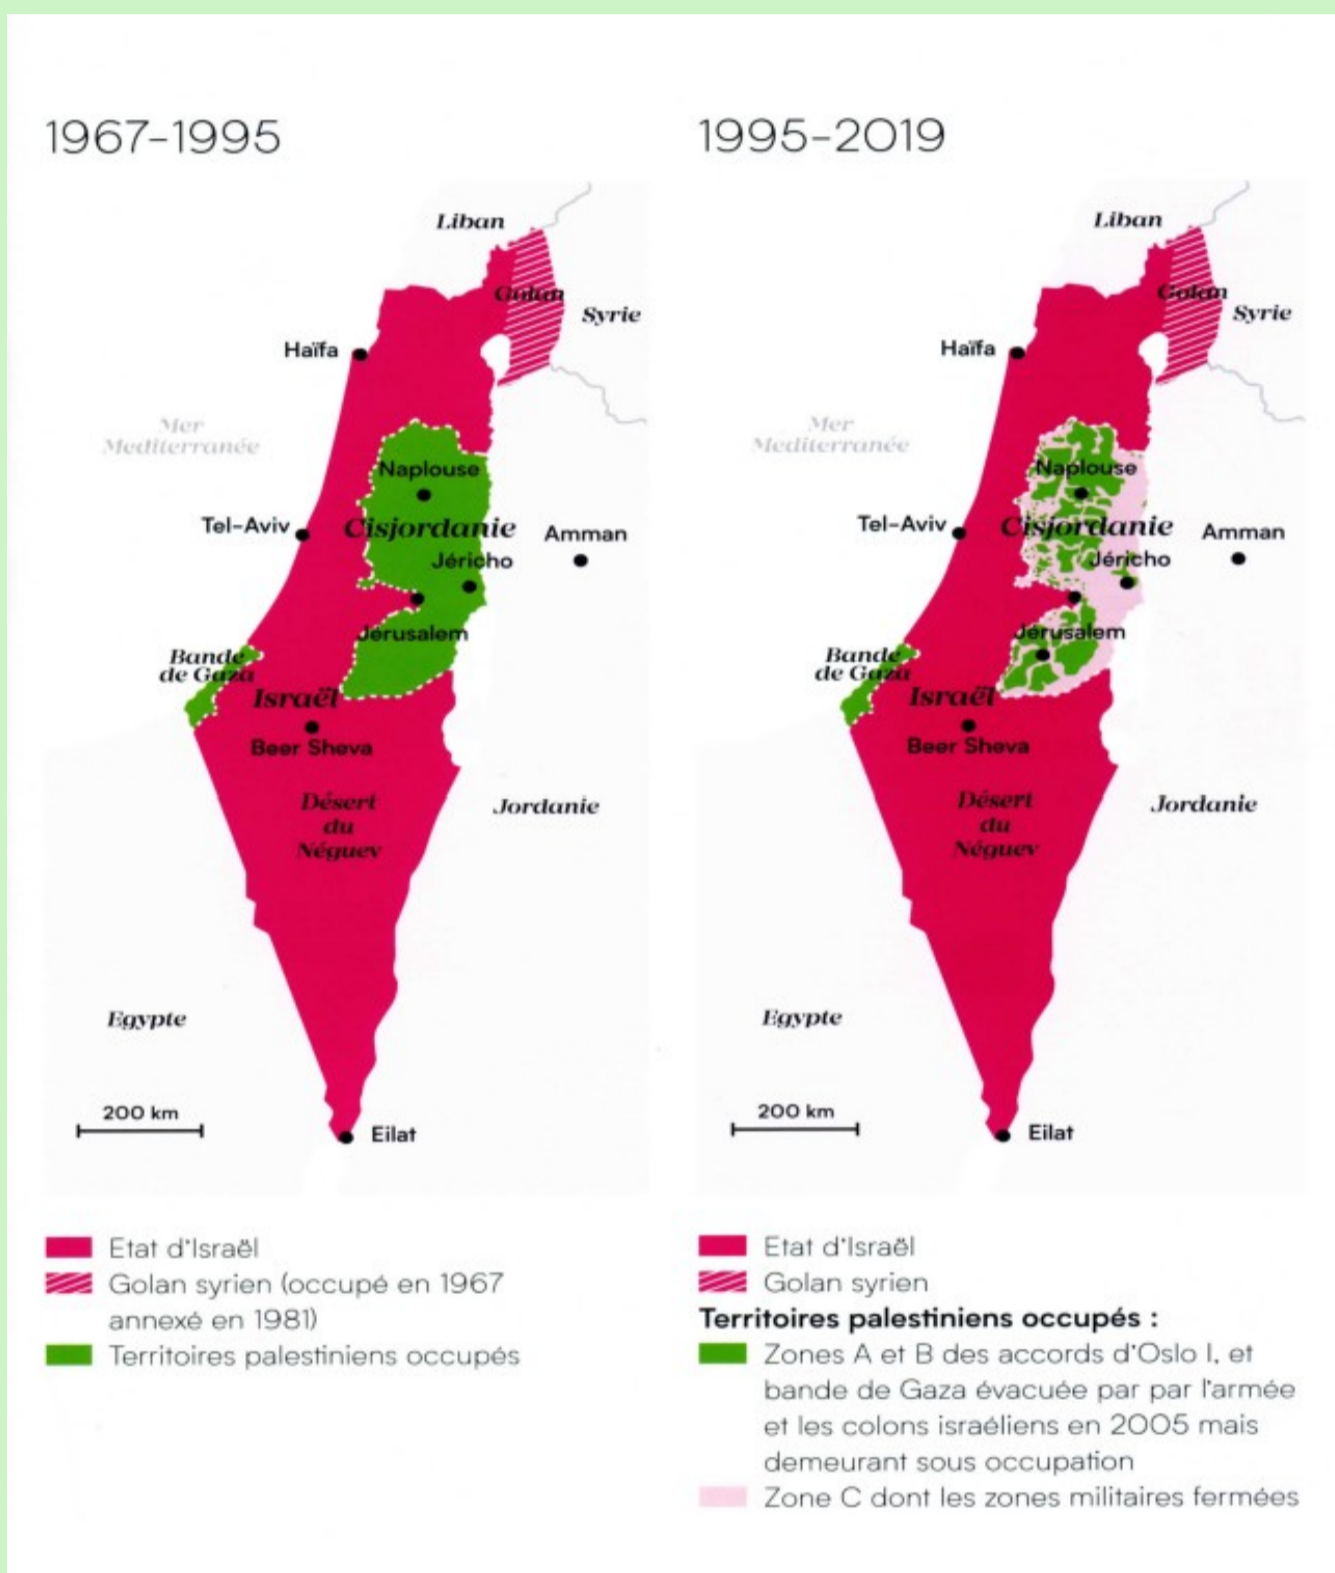 1967-1995
Liban
Golan
Syrie
Haïfa
Mer
Mediterranée
Naplouse
Tel-Aviv
Cisjordanie
Amman
Jéricho
Jérusalem
Bande
de Gaza
Israël
Beer Sheva
Désert
du
Néguev
Jordanie
Egypte
200 km
Eilat
Etat d'Israël
Golan syrien (occupé en 1967
annexé en 1981)
Territoires palestiniens occupés
1995-2019
Liban
Golan
Syrie
Haïfa
Mer
Mediterranée
Naplouse
Tel-Aviv
Cisjordanie
Amman
Jéricho
Jérusalem
Bande
de Gaza
Israël
Beer Sheva
Désert
du
Néguev
Jordanie
Egypte
200 km
Eilat
Etat d'Israël
Golan syrien
Territoires palestiniens occupés :
Zones A et B des accords d'Oslo I, et
bande de Gaza évacuée par par l'armée
et les colons israéliens en 2005 mais
demeurant sous occupation
Zone C dont les zones militaires fermées